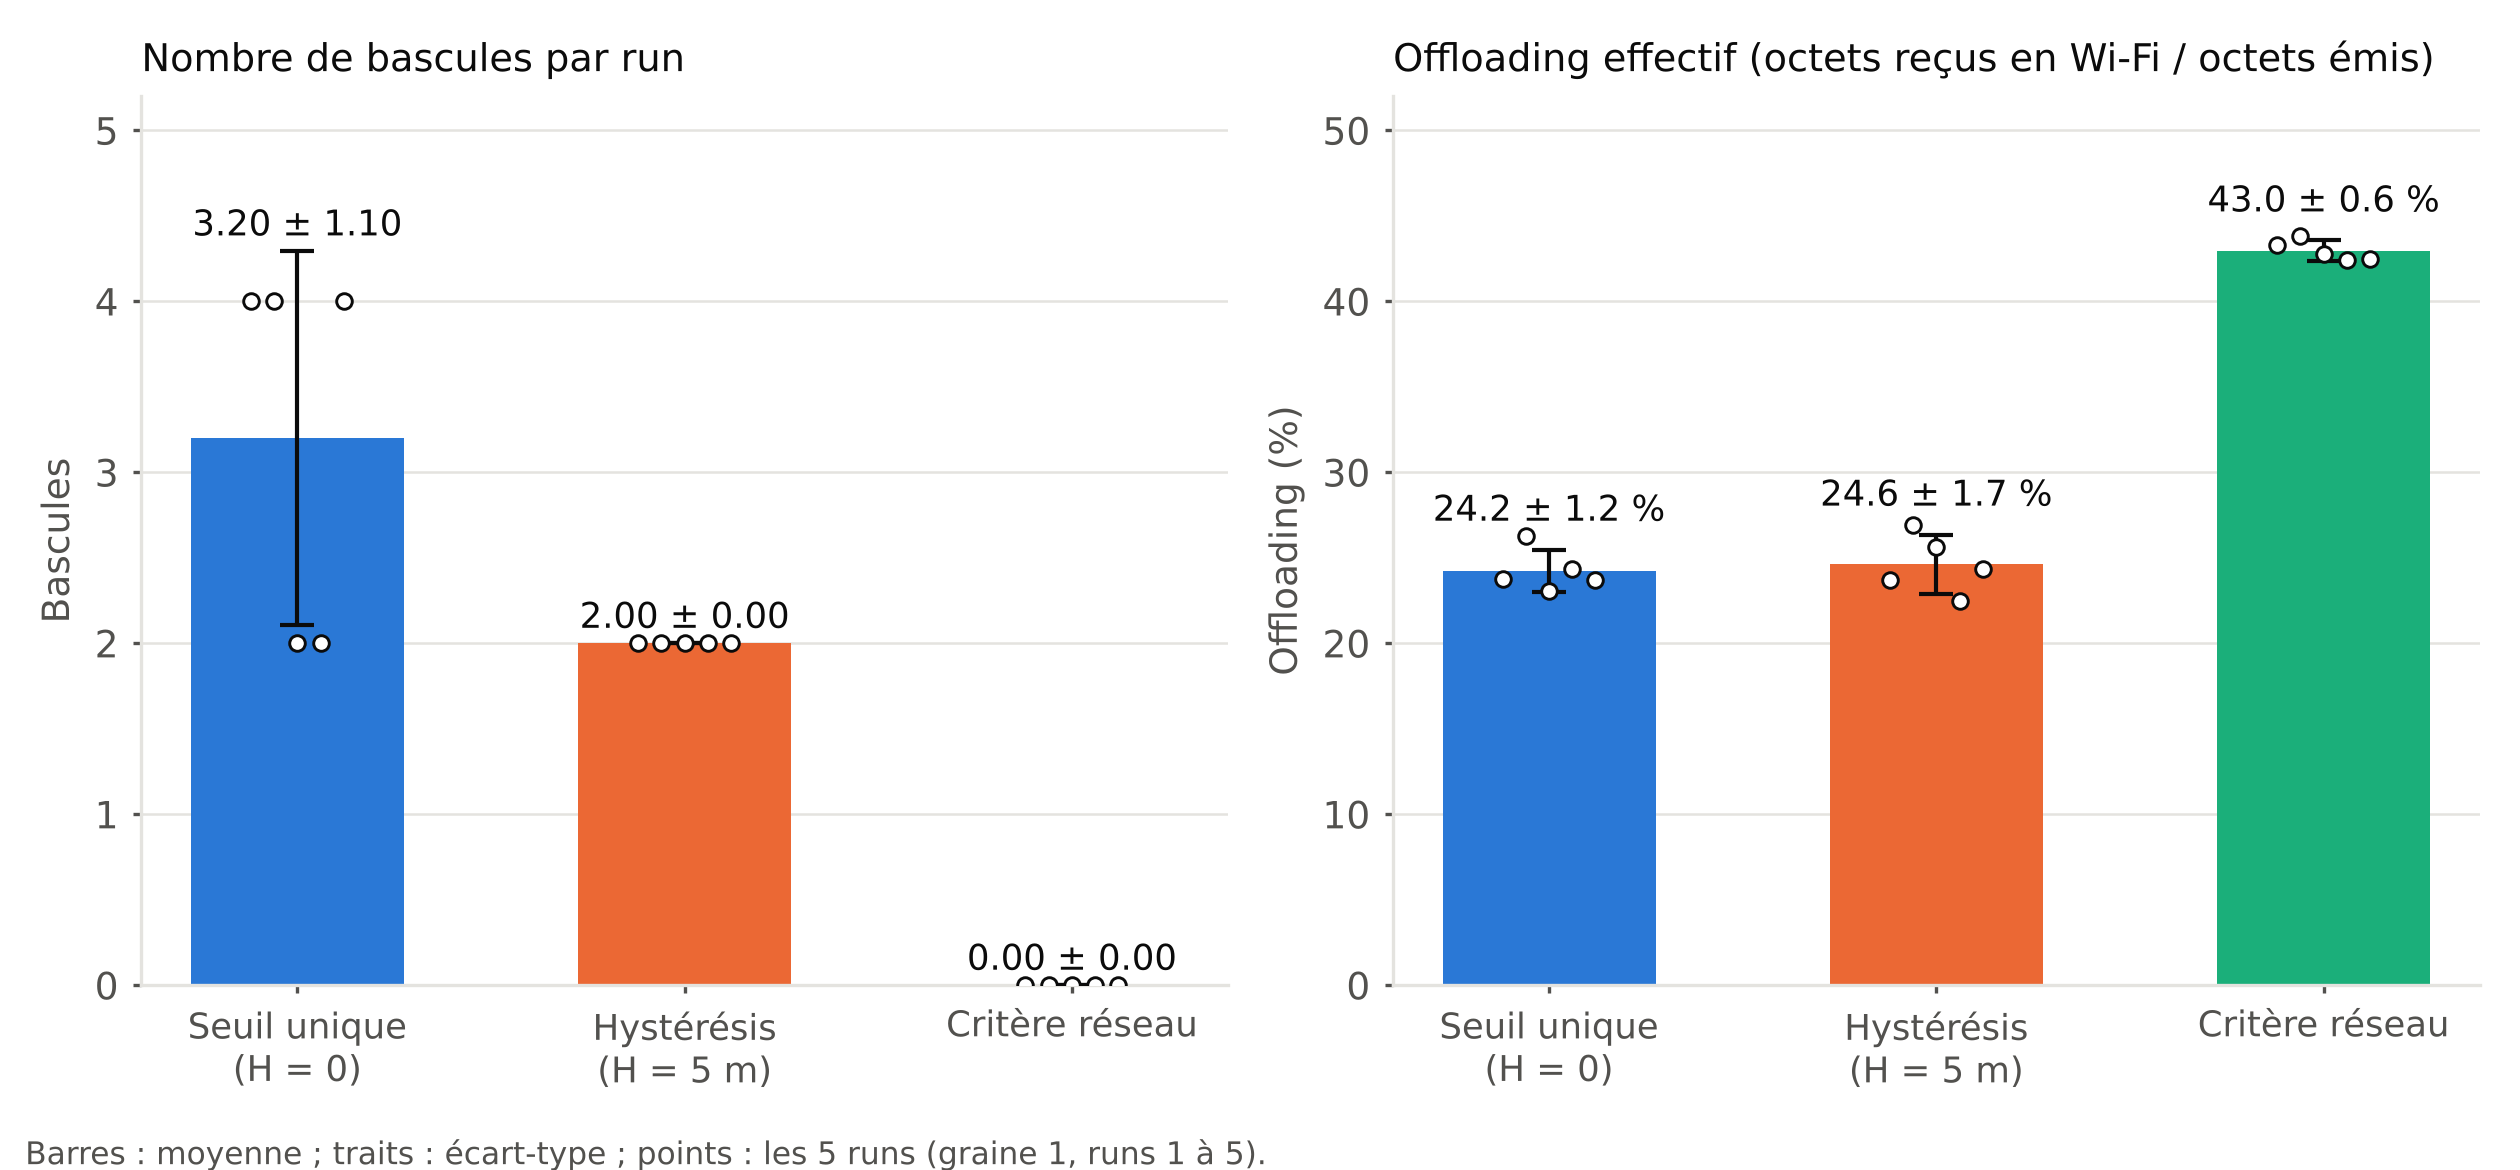 Nombre de bascules par run
Bascules
5
4
3
2
1
0
3.20 ± 1.10
2.00 ± 0.00
0.00 ± 0.00
Seuil unique
(H = 0)
Hystérésis
(H = 5 m)
Critère réseau
Offloading effectif (octets reçus en Wi-Fi / octets émis)
Offloading (%)
50
40
30
20
10
0
24.2 ± 1.2 %
24.6 ± 1.7 %
43.0 ± 0.6 %
Seuil unique
(H = 0)
Hystérésis
(H = 5 m)
Critère réseau
Barres : moyenne ; traits : écart-type ; points : les 5 runs (graine 1, runs 1 à 5).